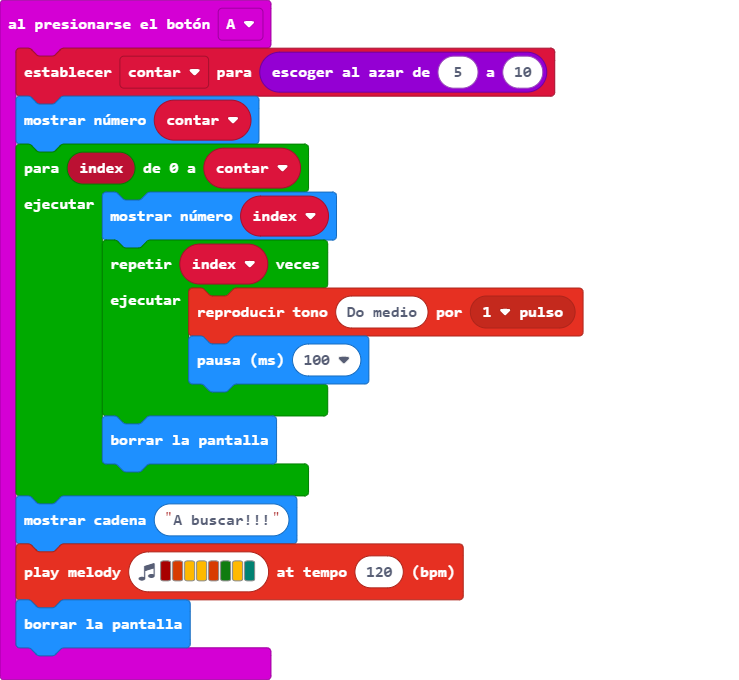 al presionarse el botón A
establecer contar para escoger al azar de 5 a 10
mostrar número contar
para index de 0 a contar
ejecutar
mostrar número index
repetir index veces
ejecutar
reproducir tono Do medio por 1 pulso
pausa (ms) 100
borrar la pantalla
mostrar cadena "A buscar!!!"
play melody at tempo 120 (bpm)
borrar la pantalla